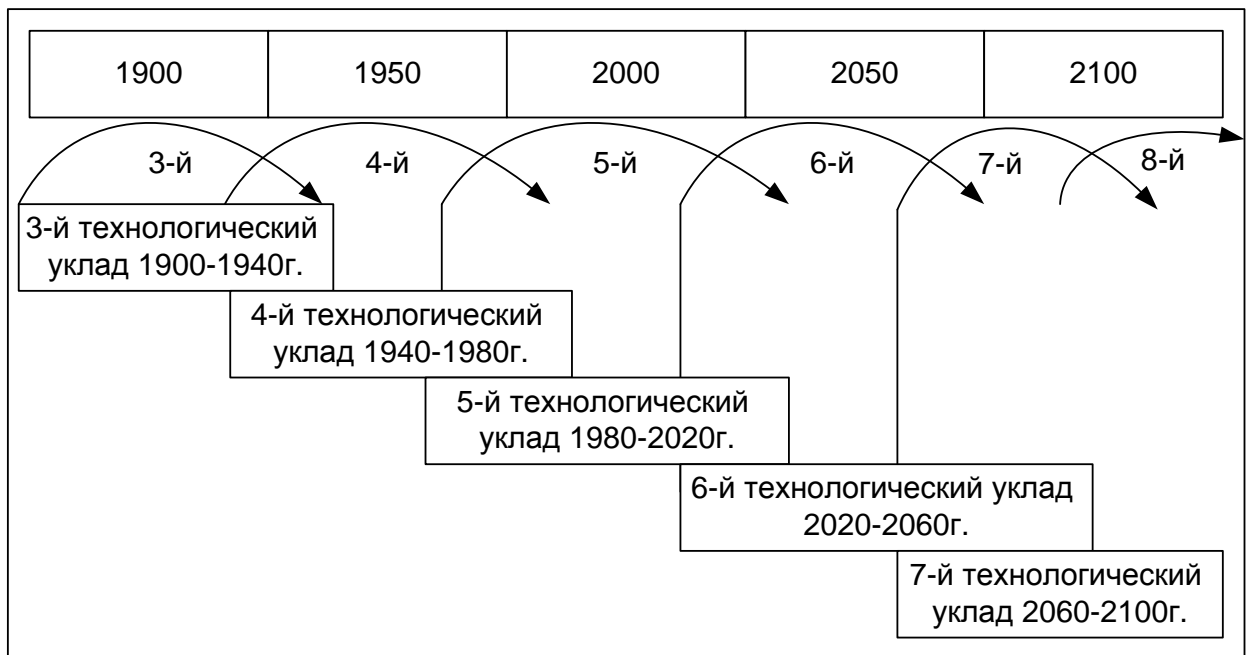 1900 1950 2000 2050 2100
3-й 4-й 5-й 6-й 7-й 8-й
3-й технологический
уклад 1900-1940г.
4-й технологический
уклад 1940-1980г.
5-й технологический
уклад 1980-2020г.
6-й технологический уклад
2020-2060г.
7-й технологический
уклад 2060-2100г.